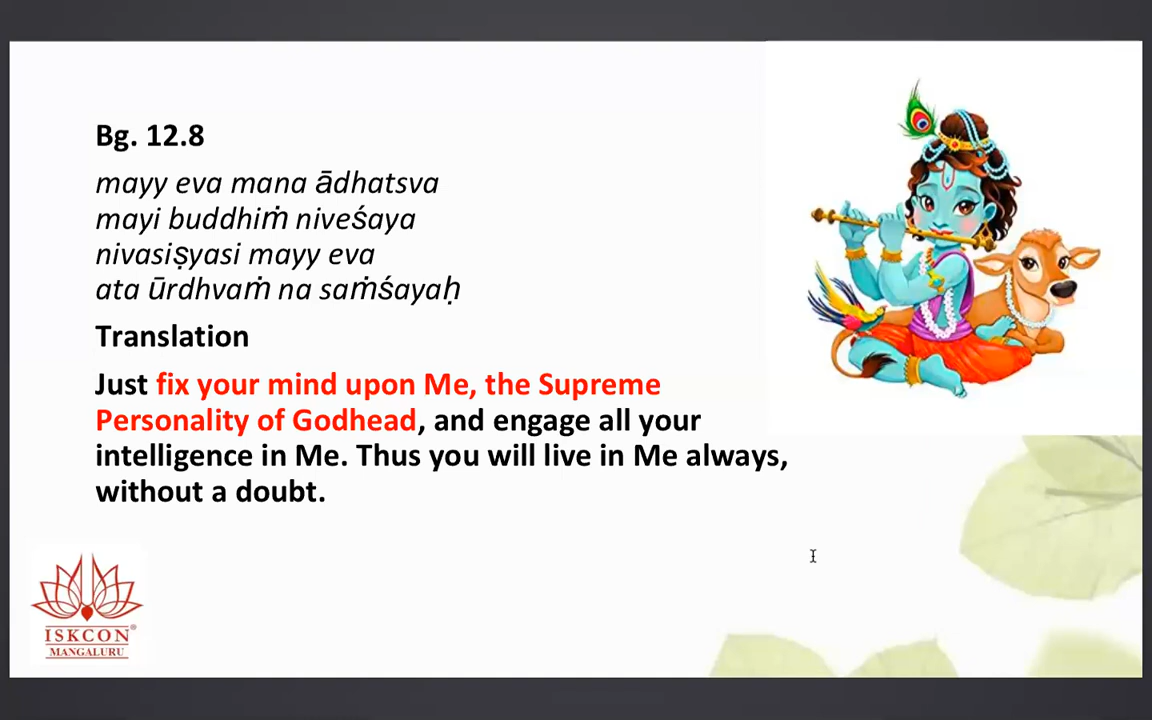 Bg. 12.8
mayy eva mana ādhatsva
mayi buddhiṁ niveśaya
nivasiṣyasi mayy eva
ata ūrdhvaṁ na saṁśayaḥ
Translation
Just fix your mind upon Me, the Supreme
Personality of Godhead, and engage all your
intelligence in Me. Thus you will live in Me always,
without a doubt.
ISKCON®
MANGALURU